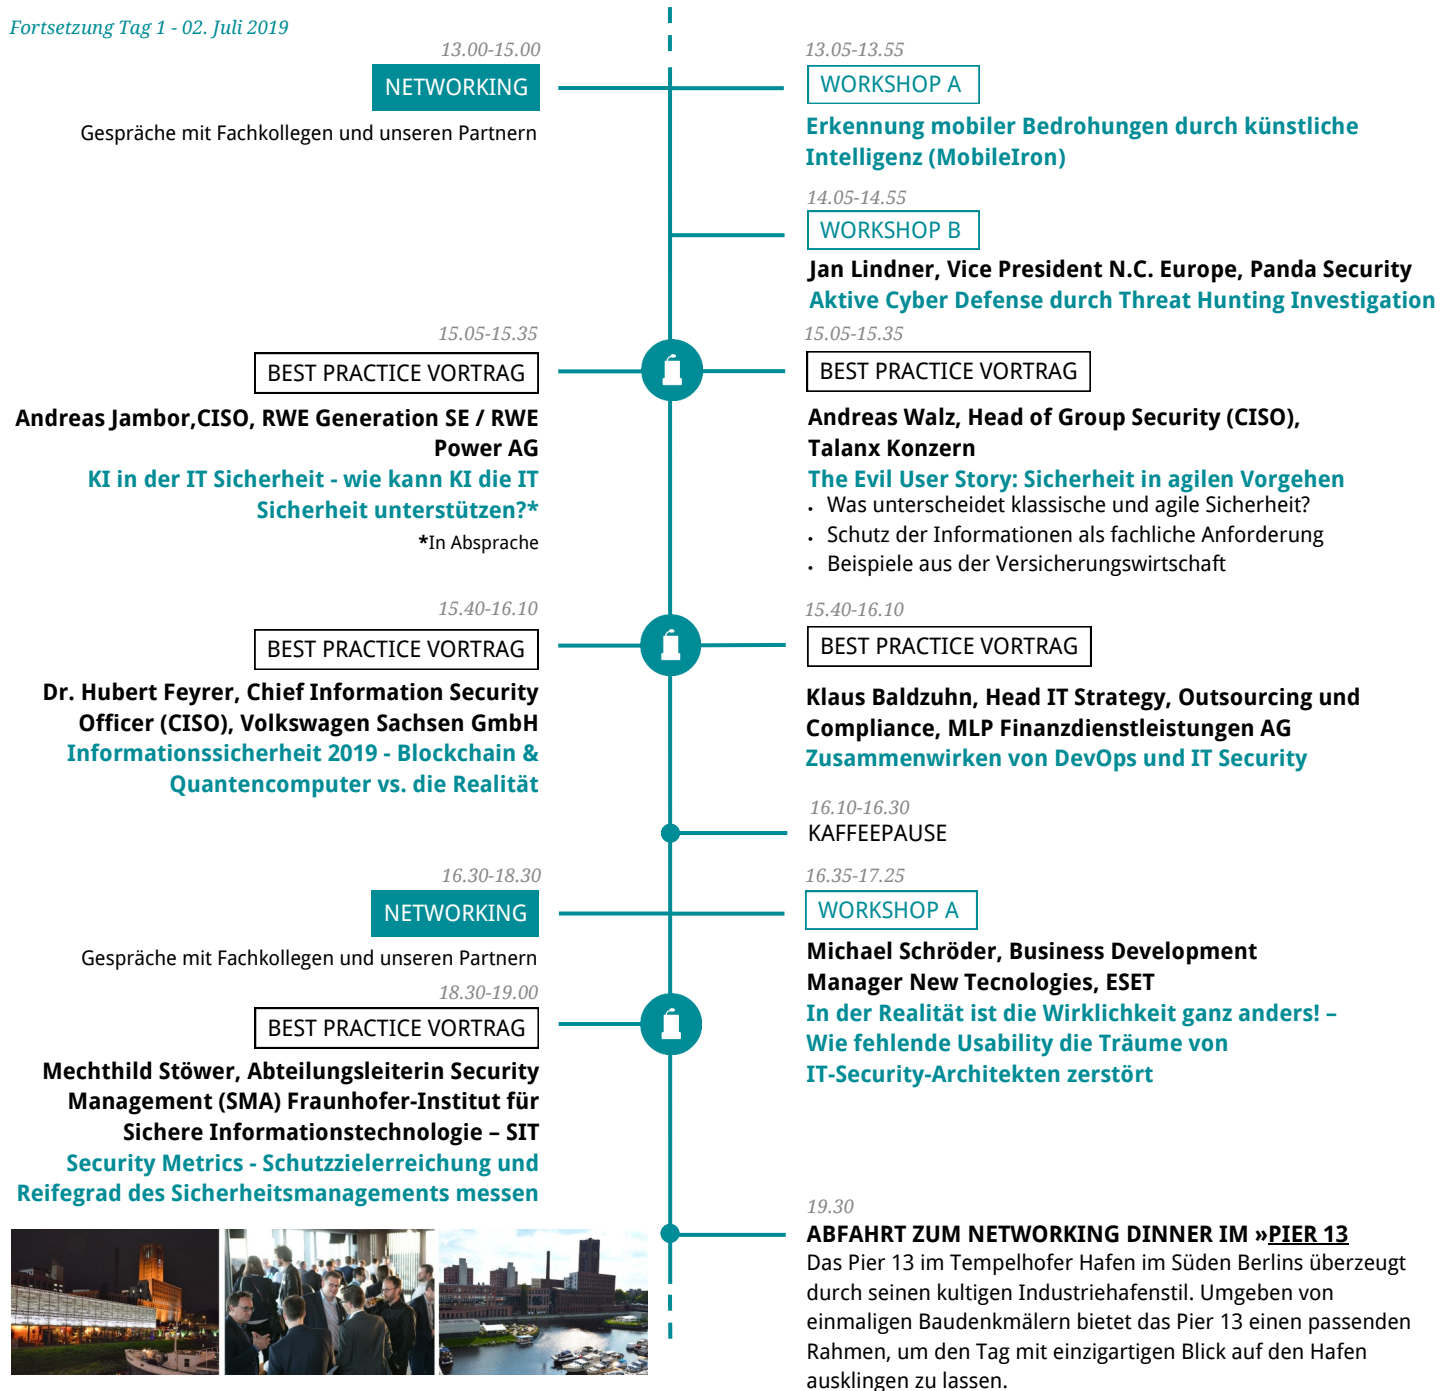 Fortsetzung Tag 1 - 02. Juli 2019
13.00-15.00
NETWORKING
Gespräche mit Fachkollegen und unseren Partnern
13.05-13.55
WORKSHOP A
Erkennung mobiler Bedrohungen durch künstliche
Intelligenz (MobileIron)
14.05-14.55
WORKSHOP B
Jan Lindner, Vice President N.C. Europe, Panda Security
Aktive Cyber Defense durch Threat Hunting Investigation
15.05-15.35
BEST PRACTICE VORTRAG
Andreas Jambor,CISO, RWE Generation SE / RWE
Power AG
KI in der IT Sicherheit - wie kann KI die IT
Sicherheit unterstützen?*
*In Absprache
15.05-15.35
BEST PRACTICE VORTRAG
Andreas Walz, Head of Group Security (CISO),
Talanx Konzern
The Evil User Story: Sicherheit in agilen Vorgehen
• Was unterscheidet klassische und agile Sicherheit?
• Schutz der Informationen als fachliche Anforderung
• Beispiele aus der Versicherungswirtschaft
15.40-16.10
BEST PRACTICE VORTRAG
Dr. Hubert Feyrer, Chief Information Security
Officer (CISO), Volkswagen Sachsen GmbH
Informationssicherheit 2019 - Blockchain &
Quantencomputer vs. die Realität
15.40-16.10
BEST PRACTICE VORTRAG
Klaus Baldzuhn, Head IT Strategy, Outsourcing und
Compliance, MLP Finanzdienstleistungen AG
Zusammenwirken von DevOps und IT Security
16.10-16.30
KAFFEEPAUSE
16.30-18.30
NETWORKING
Gespräche mit Fachkollegen und unseren Partnern
16.35-17.25
WORKSHOP A
Michael Schröder, Business Development
Manager New Tecnologies, ESET
In der Realität ist die Wirklichkeit ganz anders! –
Wie fehlende Usability die Träume von
IT-Security-Architekten zerstört
18.30-19.00
BEST PRACTICE VORTRAG
Mechthild Stöwer, Abteilungsleiterin Security
Management (SMA) Fraunhofer-Institut für
Sichere Informationstechnologie – SIT
Security Metrics - Schutzzielerreichung und
Reifegrad des Sicherheitsmanagements messen
19.30
ABFAHRT ZUM NETWORKING DINNER IM »PIER 13
Das Pier 13 im Tempelhofer Hafen im Süden Berlins überzeugt
durch seinen kultigen Industriehafenstil. Umgeben von
einmaligen Baudenkmälern bietet das Pier 13 einen passenden
Rahmen, um den Tag mit einzigartigen Blick auf den Hafen
ausklingen zu lassen.